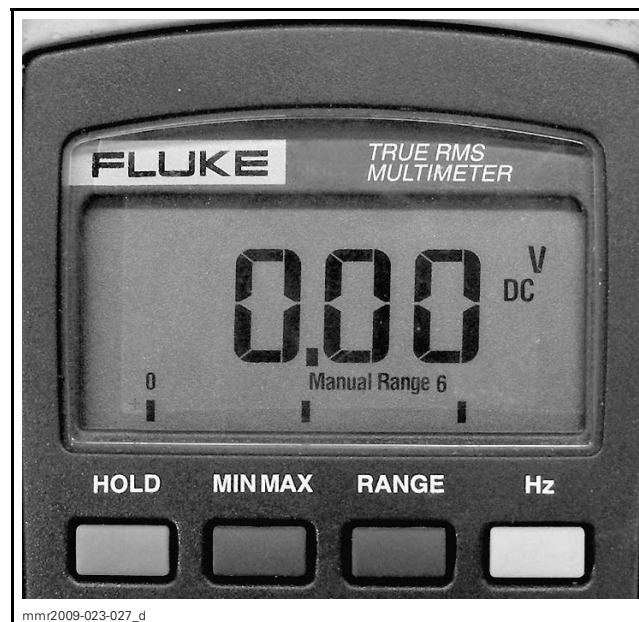 FLUKE
TRUE RMS
MULTIMETER
0.00
V
DC
0
Manual Range 6
HOLD MIN MAX RANGE Hz
mmr2009-023-027_d